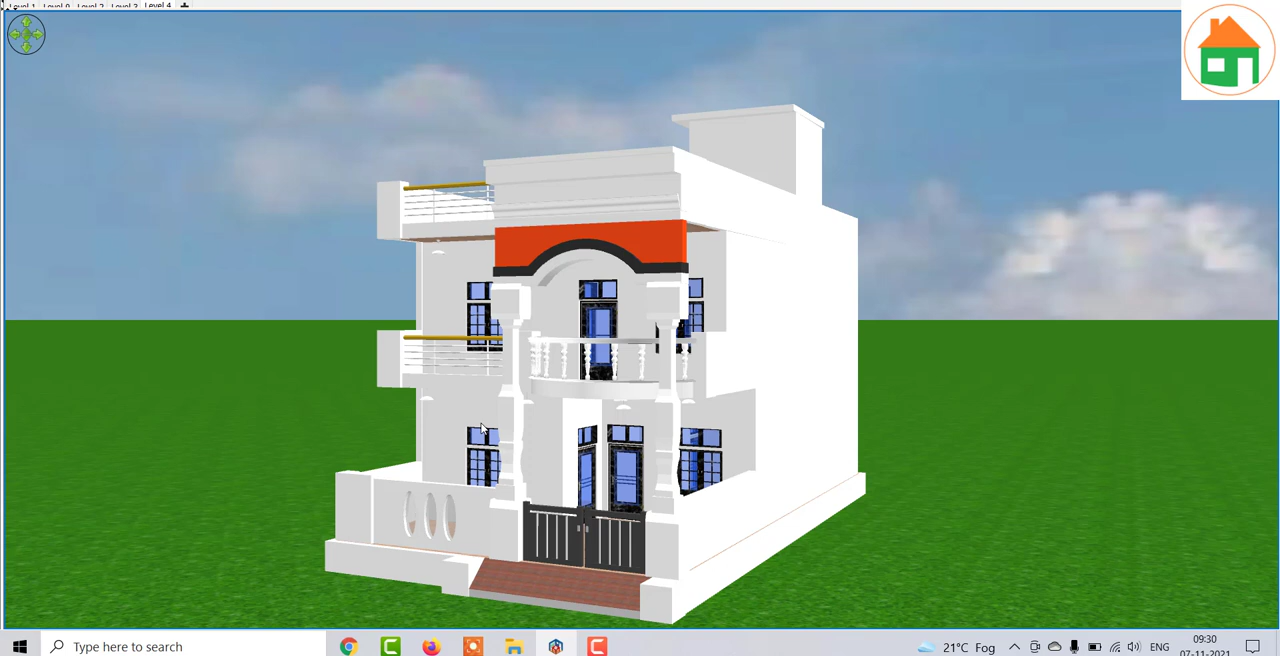 Level 1 Level 0 Level 2 Level 3 Level 4
Type here to search
21°C Fog
ENG
09:30
07-11-2021